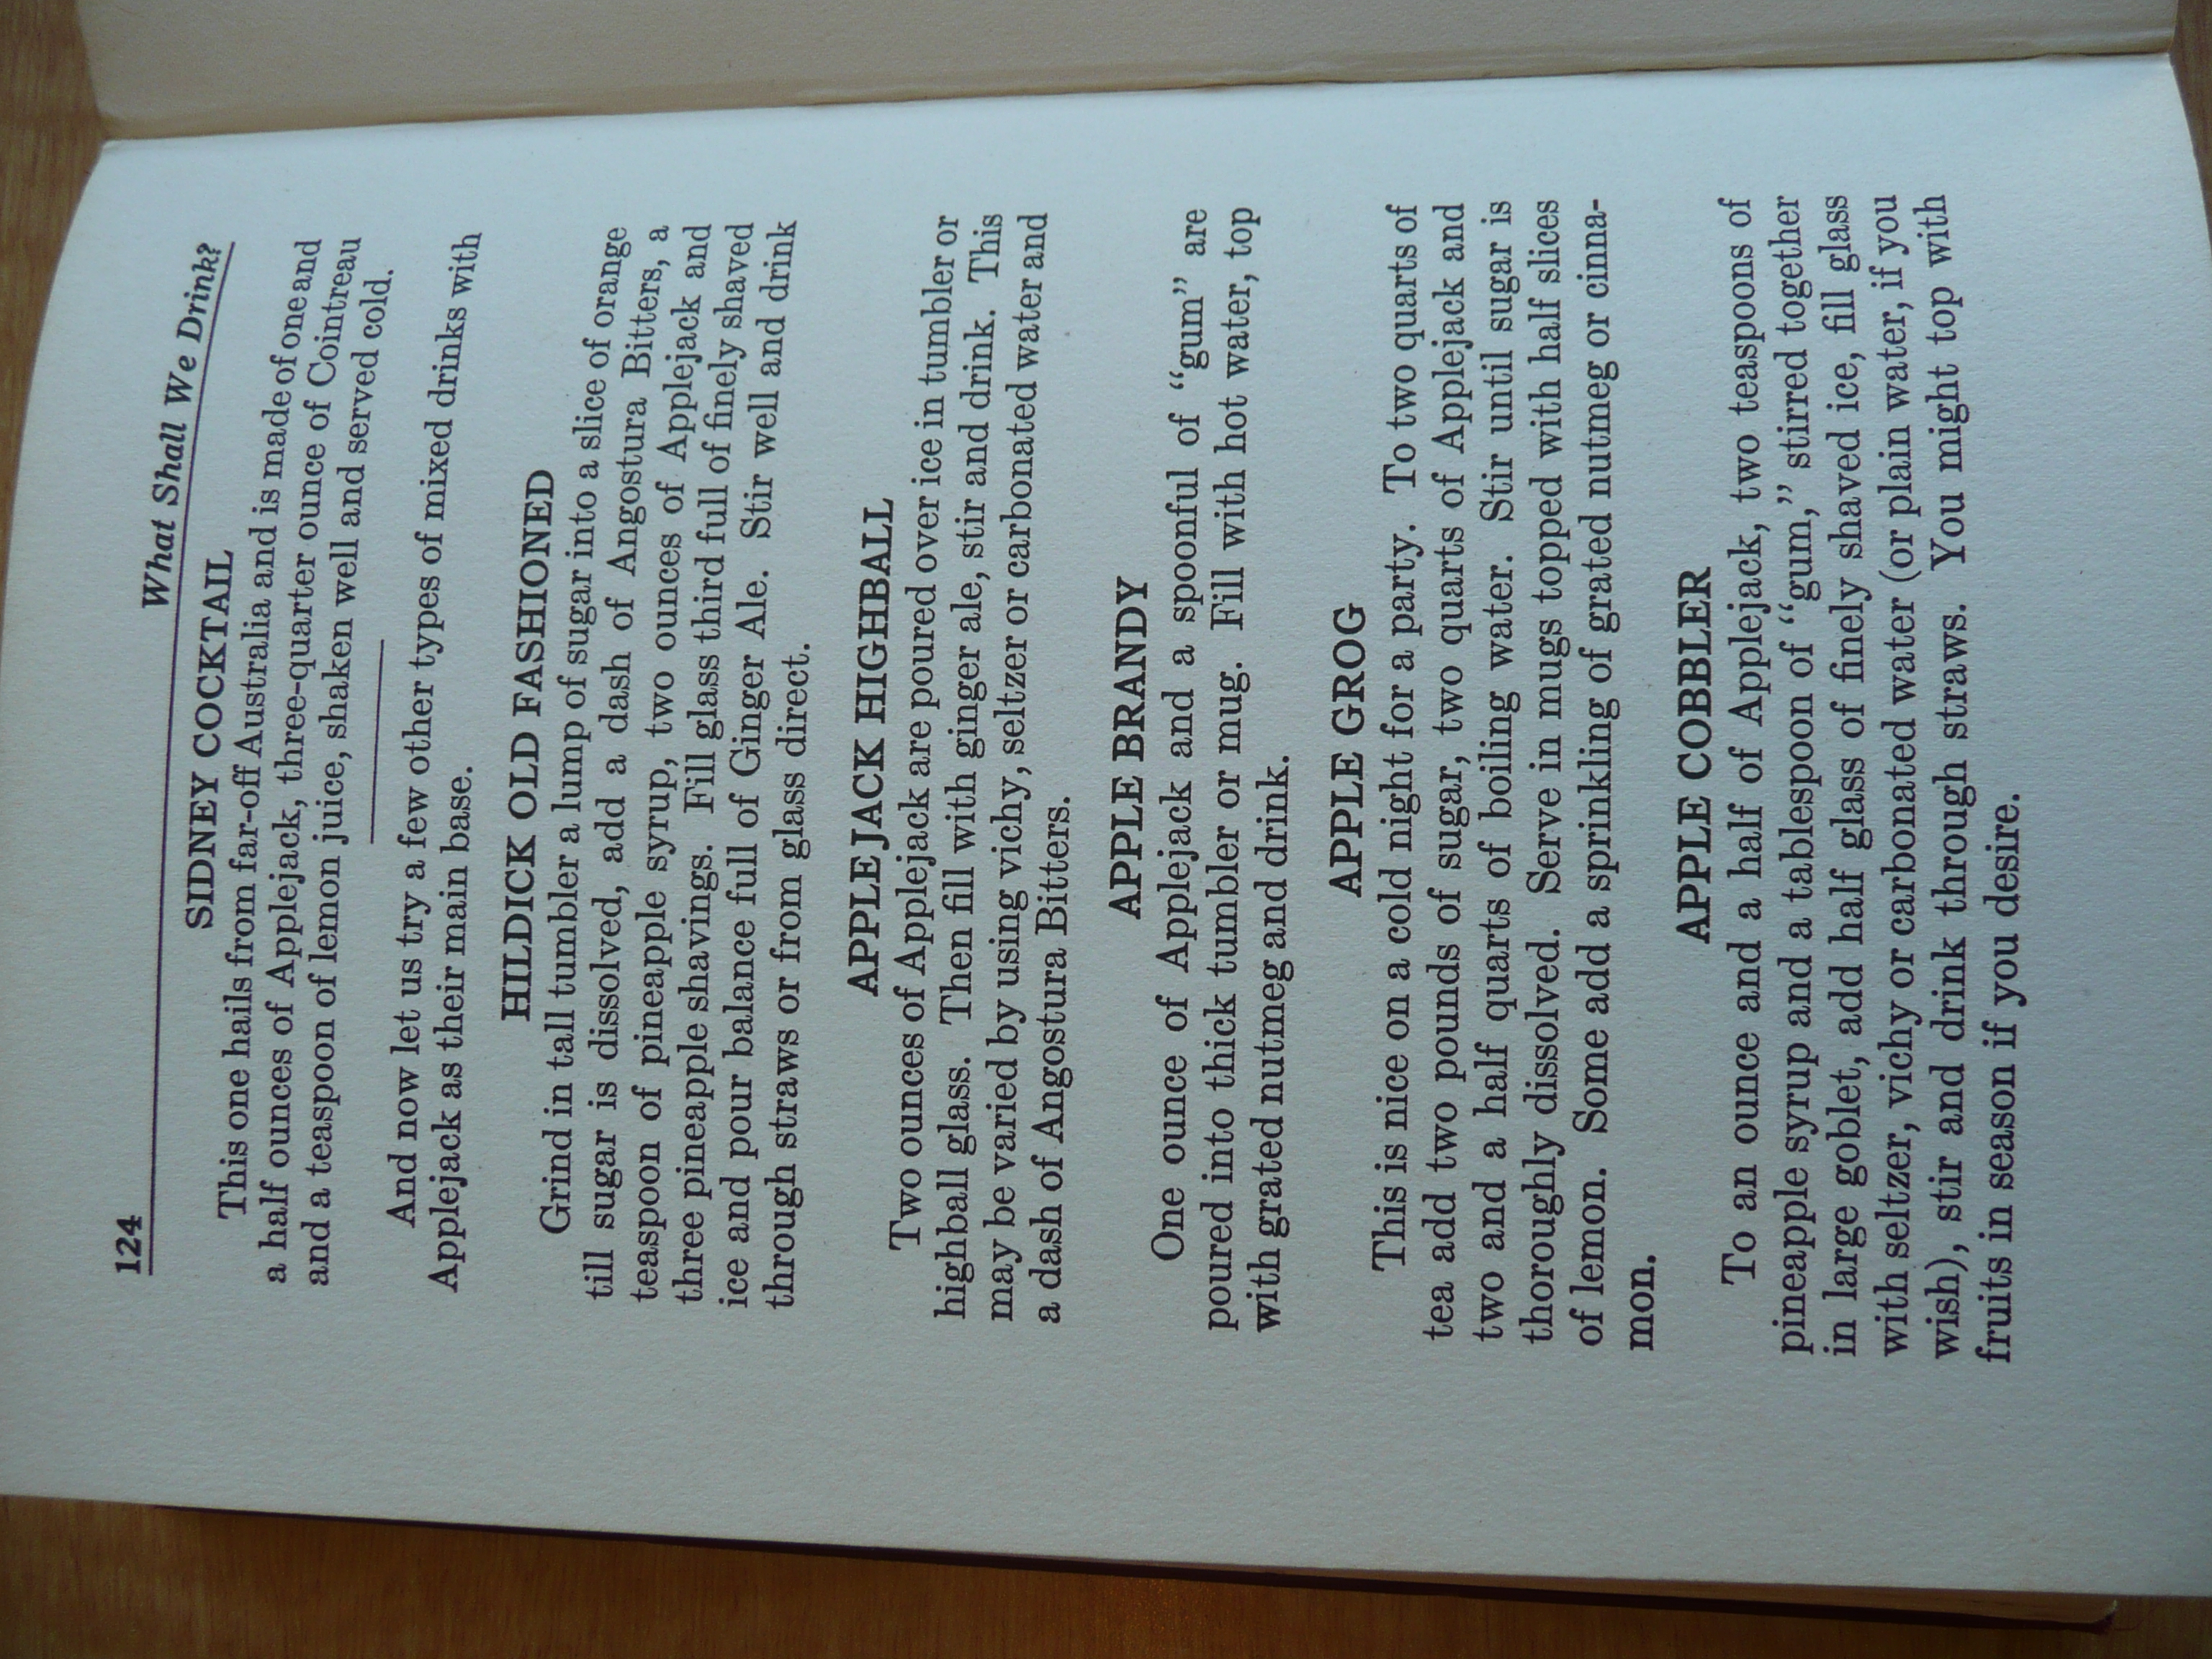 124
What Shall We Drink?
SIDNEY COCKTAIL
This one hails from far-off Australia and is made of one and
a half ounces of Applejack, three-quarter ounce of Cointreau
and a teaspoon of lemon juice, shaken well and served cold.
And now let us try a few other types of mixed drinks with
Applejack as their main base.
HILDICK OLD FASHIONED
Grind in tall tumbler a lump of sugar into a slice of orange
till sugar is dissolved, add a dash of Angostura Bitters, a
teaspoon of pineapple syrup, two ounces of Applejack and
three pineapple shavings. Fill glass third full of finely shaved
ice and pour balance full of Ginger Ale. Stir well and drink
through straws or from glass direct.
APPLEJACK HIGHBALL
Two ounces of Applejack are poured over ice in tumbler or
highball glass. Then fill with ginger ale, stir and drink. This
may be varied by using vichy, seltzer or carbonated water and
a dash of Angostura Bitters.
APPLE BRANDY
One ounce of Applejack and a spoonful of "gum" are
poured into thick tumbler or mug. Fill with hot water, top
with grated nutmeg and drink.
APPLE GROG
This is nice on a cold night for a party. To two quarts of
tea add two pounds of sugar, two quarts of Applejack and
two and a half quarts of boiling water. Stir until sugar is
thoroughly dissolved. Serve in mugs topped with half slices
of lemon. Some add a sprinkling of grated nutmeg or cinna-
mon.
APPLE COBBLER
To an ounce and a half of Applejack, two teaspoons of
pineapple syrup and a tablespoon of "gum," stirred together
in large goblet, add half glass of finely shaved ice, fill glass
with seltzer, vichy or carbonated water (or plain water, if you
wish), stir and drink through straws. You might top with
fruits in season if you desire.